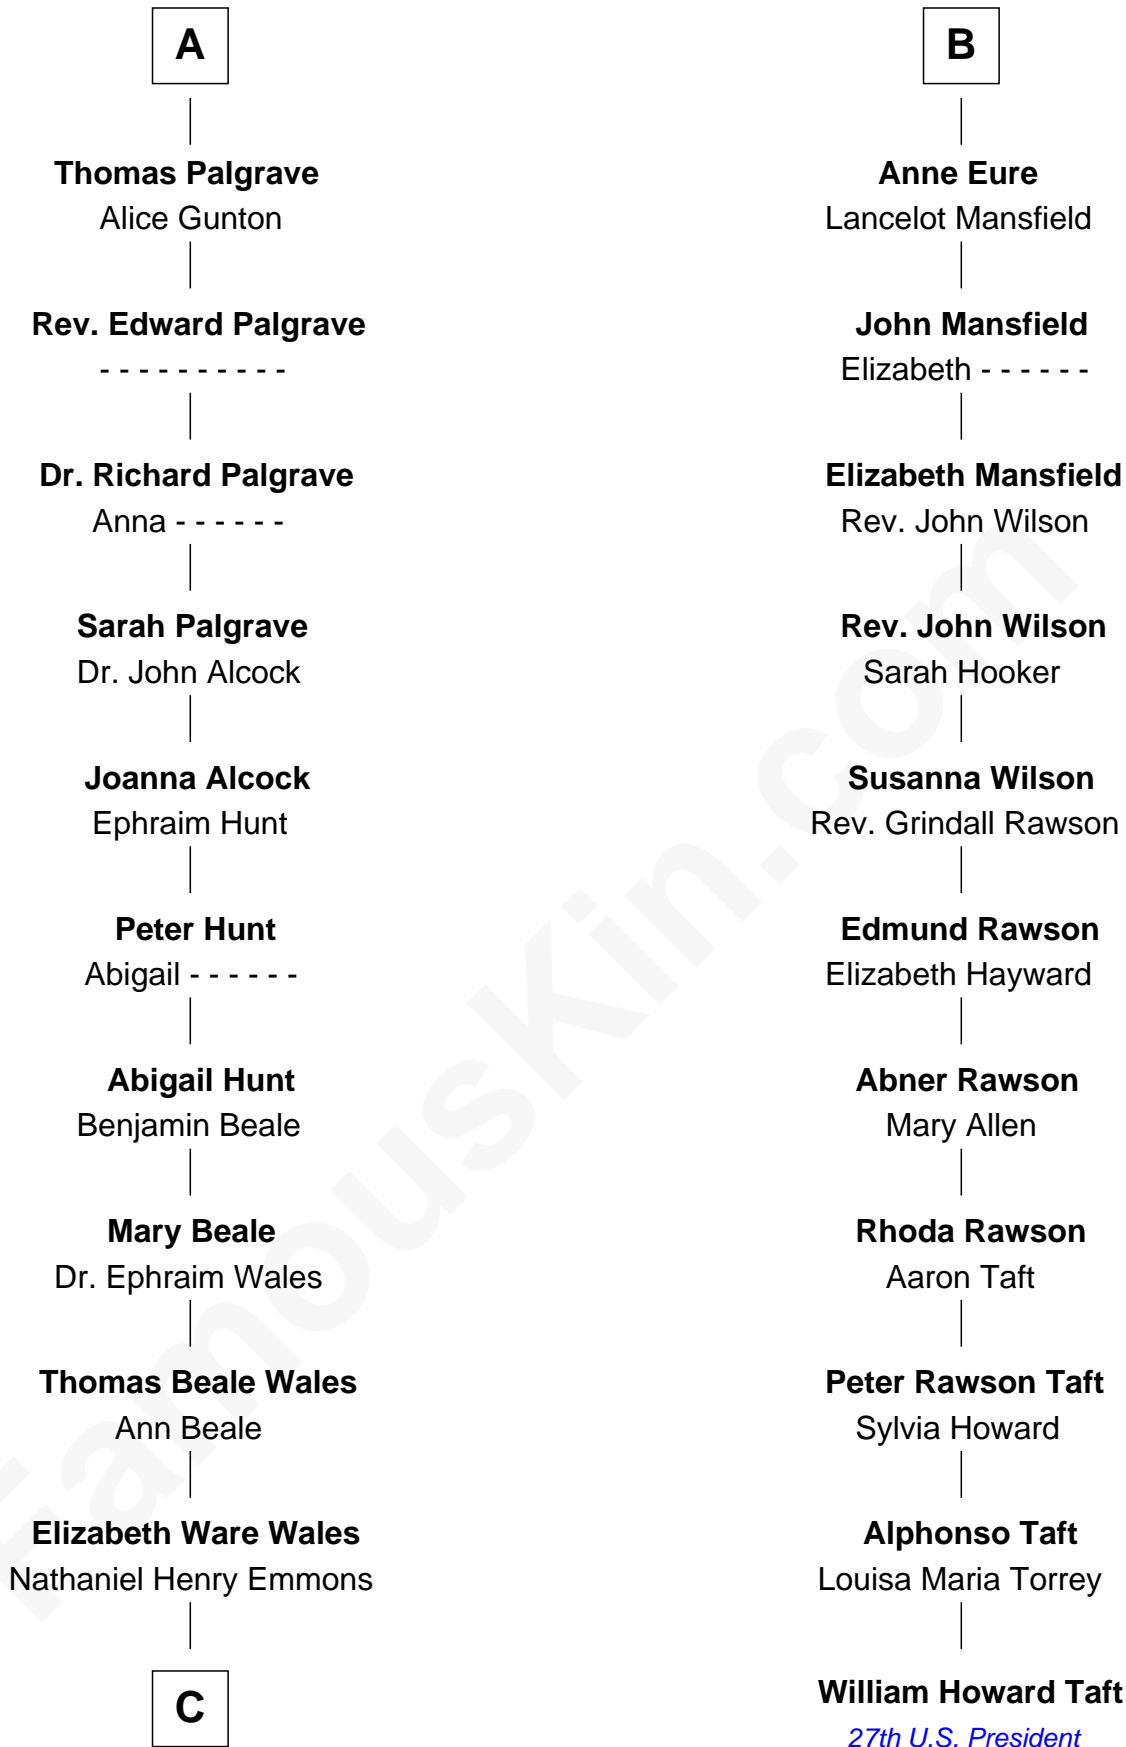 A
Thomas Palgrave
Alice Gunton
Rev. Edward Palgrave
- - - - - - - - - -
Dr. Richard Palgrave
Anna - - - - - -
Sarah Palgrave
Dr. John Alcock
Joanna Alcock
Ephraim Hunt
Peter Hunt
Abigail - - - - - -
Abigail Hunt
Benjamin Beale
Mary Beale
Dr. Ephraim Wales
Thomas Beale Wales
Ann Beale
Elizabeth Ware Wales
Nathaniel Henry Emmons
C
B
Anne Eure
Lancelot Mansfield
John Mansfield
Elizabeth - - - - - -
Elizabeth Mansfield
Rev. John Wilson
Rev. John Wilson
Sarah Hooker
Susanna Wilson
Rev. Grindall Rawson
Edmund Rawson
Elizabeth Hayward
Abner Rawson
Mary Allen
Rhoda Rawson
Aaron Taft
Peter Rawson Taft
Sylvia Howard
Alphonso Taft
Louisa Maria Torrey
William Howard Taft
27th U.S. President
FamousKin.com